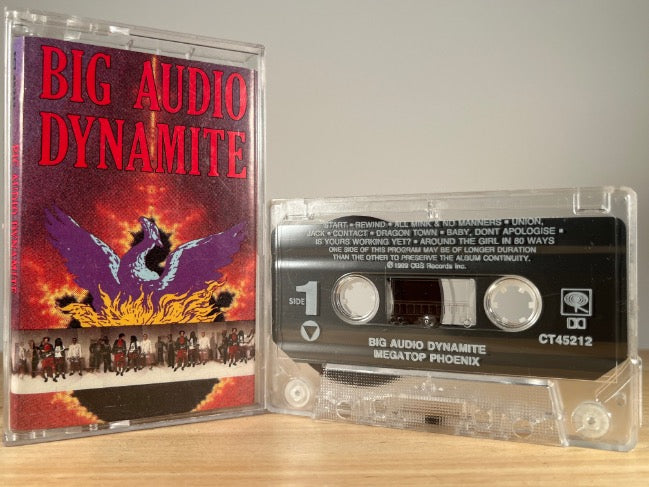 BIG AUDIO
DYNAMITE
START • REWIND • ALL MINK & NO MANNERS • UNION,
JACK • CONTACT • DRAGON TOWN • BABY, DONT APOLOGISE •
IS YOURS WORKING YET? • AROUND THE GIRL IN 80 WAYS
ONE SIDE OF THIS PROGRAM MAY BE OF LONGER DURATION
THAN THE OTHER TO PRESERVE THE ALBUM CONTINUITY.
© 1989 CBS Records Inc.
SIDE 1
CT45212
BIG AUDIO DYNAMITE
MEGATOP PHOENIX